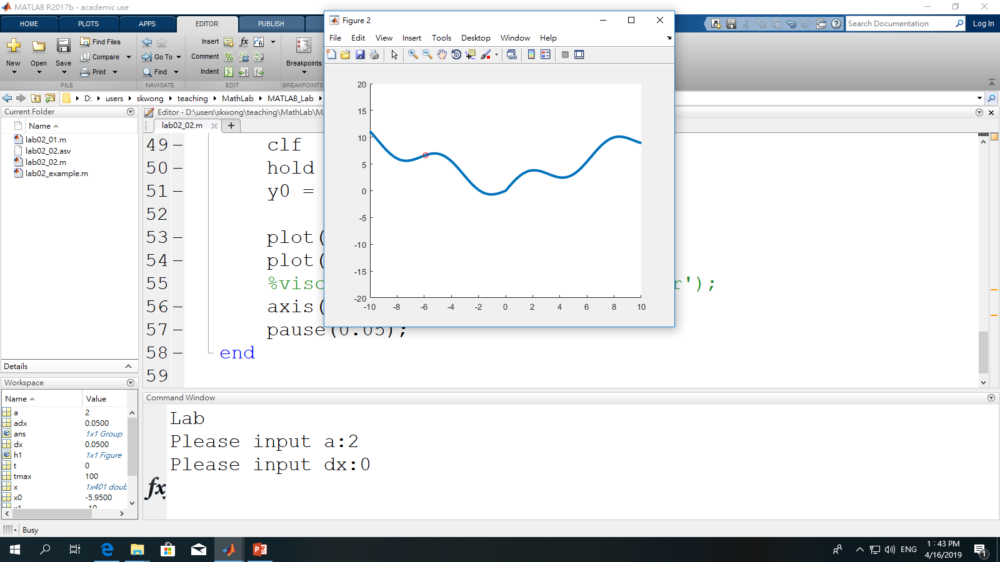 MATLAB R2017b - academic use
HOME PLOTS APPS EDITOR PUBLISH
Search Documentation Log In
New Open Save Find Files Compare Print
Insert fx Comment Indent
Go To Find Breakpoints
FILE NAVIGATE EDIT BREAKPOINTS
D: users skwong teaching MathLab MATLAB_Lab
Figure 2
File Edit View Insert Tools Desktop Window Help
20
15
10
5
0
-5
-10
-15
-20
-10 -8 -6 -4 -2 0 2 4 6 8 10
Current Folder
Name
lab02_01.m
lab02_02.asv
lab02_02.m
lab02_example.m
Details
Workspace
Name Value
a 2
adx 0.0500
ans 1x1 Group
dx 0.0500
h1 1x1 Figure
t 0
tmax 100
x 1x401 doub
x0 -5.9500
Editor - D:\users\skwong\teaching\MathLab\M
lab02_02.m
49 clf
50 hold
51 y0 =
52
53 plot(
54 plot(
55 %visc r');
56 axis(
57 pause(0.05);
58 end
59
Command Window
Lab
Please input a:2
Please input dx:0
fx
Busy
ENG
1:43 PM
4/16/2019
1